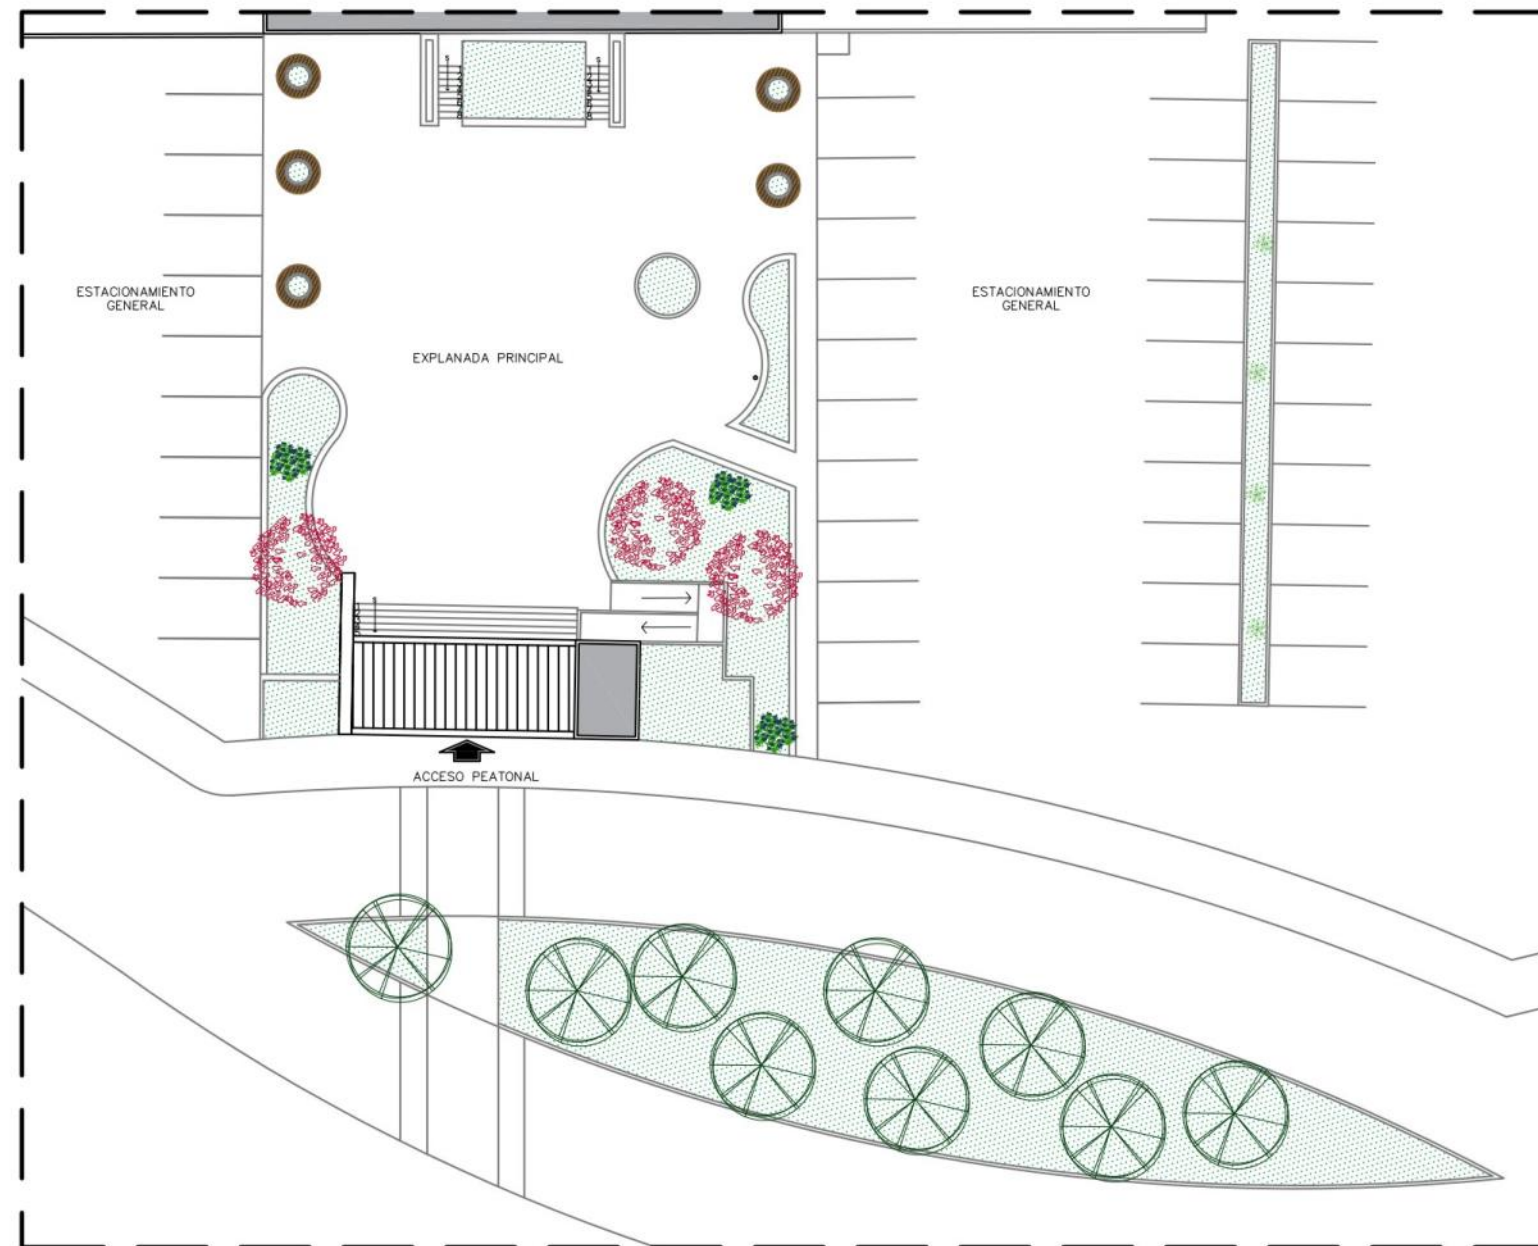 ESTACIONAMIENTO
GENERAL
ESTACIONAMIENTO
GENERAL
EXPLANADA PRINCIPAL
ACCESO PEATONAL